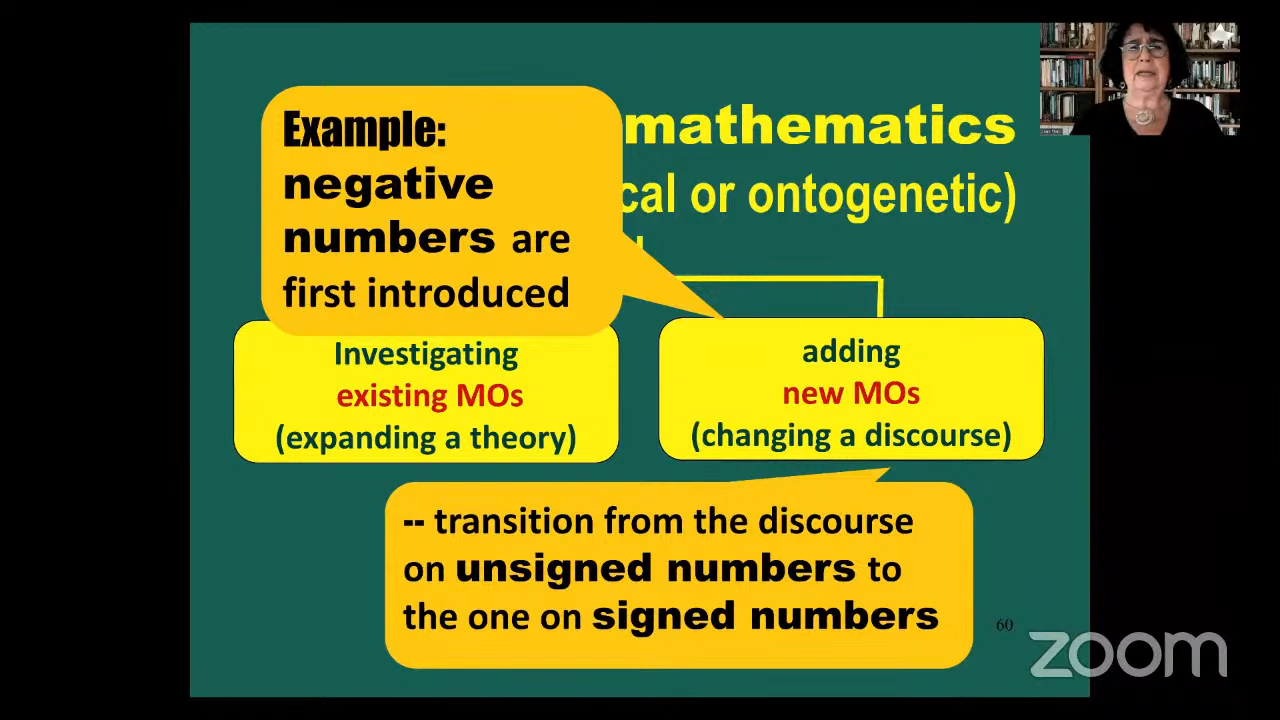 mathematics
or ontogenetic)
Example:
negative
numbers are
first introduced
Investigating
existing MOs
(expanding a theory)
adding
new MOs
(changing a discourse)
-- transition from the discourse
on unsigned numbers to
the one on signed numbers
60
zoom